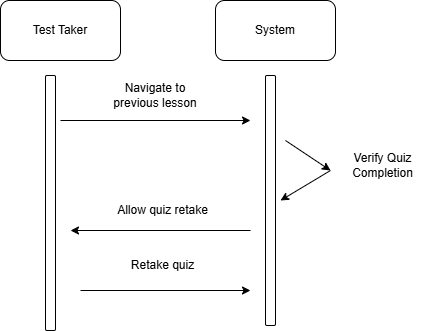 Test Taker
System
Navigate to
previous lesson
Verify Quiz
Completion
Allow quiz retake
Retake quiz